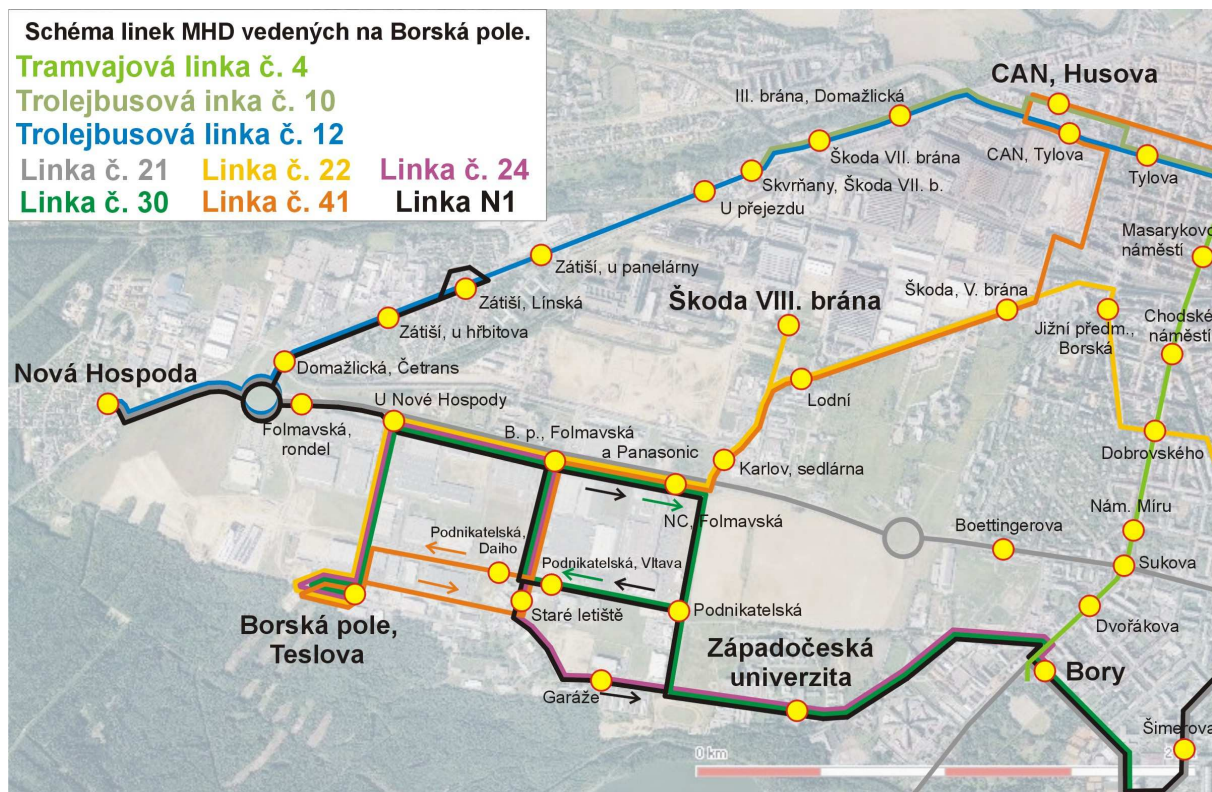 Schéma linek MHD vedených na Borská pole.
Tramvajová linka č. 4
Trolejbusová inka č. 10
Trolejbusová linka č. 12
Linka č. 21
Linka č. 22
Linka č. 24
Linka č. 30
Linka č. 41
Linka N1
CAN, Husova
III. brána, Domažlická
Škoda VII. brána
CAN, Tylova
Tylova
Skvrňany, Škoda VII. b.
U přejezdu
Masarykovo
náměstí
Zátiší, u panelárny
Zátiší, Línská
Zátiší, u hřbitova
Škoda VIII. brána
Škoda, V. brána
Jižní předm.,
Borská
Chodské
náměstí
Domažlická, Četrans
Nová Hospoda
Lodní
U Nové Hospody
Folmavská,
rondel
B. p., Folmavská
a Panasonic
Karlov, sedlárna
Dobrovského
NC, Folmavská
Boettingerova
Nám. Míru
Sukova
Podnikatelská,
Daiho
Podnikatelská, Vltava
Staré letiště
Podnikatelská
Dvořákova
Borská pole,
Teslova
Západočeská
univerzita
Bory
Garáže
Šimerova
0 km
2